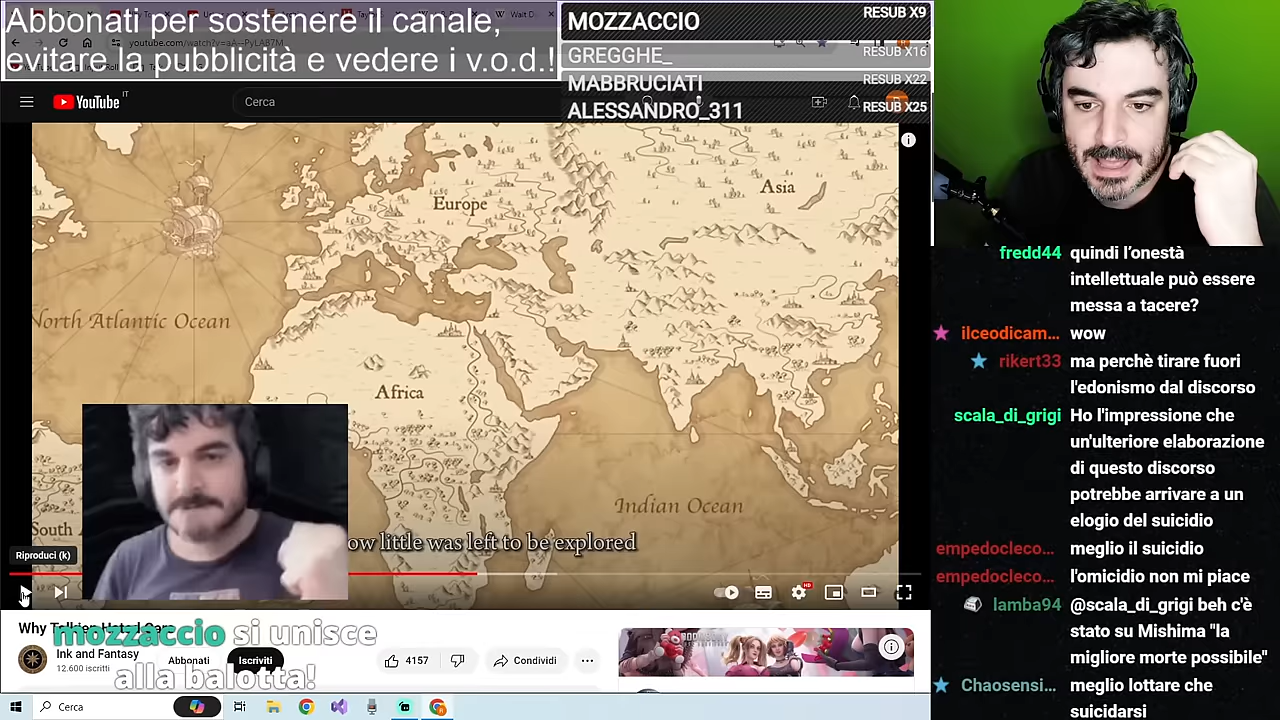 Abbonati per sostenere il canale,
evitare la pubblicità e vedere i v.o.d.!
MOZZACCIO RESUB X9
GREGGHE_ RESUB X16
MABBRUCIATI RESUB X22
ALESSANDRO_311 RESUB X25
YouTube IT
Cerca
Europe
Asia
North Atlantic Ocean
Africa
Indian Ocean
South
how little was left to be explored
Riproduci (k)
HD
Why Tolkien Hated Cars
mozzaccio si unisce
alla balotta!
Ink and Fantasy
12.600 iscritti
Abbonati
Iscriviti
4157
Condividi
Cerca
fredd44 quindi l’onestà
intellettuale può essere
messa a tacere?
ilceodicam... wow
rikert33 ma perchè tirare fuori
l'edonismo dal discorso
scala_di_grigi Ho l'impressione che
un'ulteriore elaborazione
di questo discorso
potrebbe arrivare a un
elogio del suicidio
empedocleco... meglio il suicidio
empedocleco... l'omicidio non mi piace
lamba94 @scala_di_grigi beh c'è
stato su Mishima "la
migliore morte possibile"
Chaosensi... meglio lottare che
suicidarsi